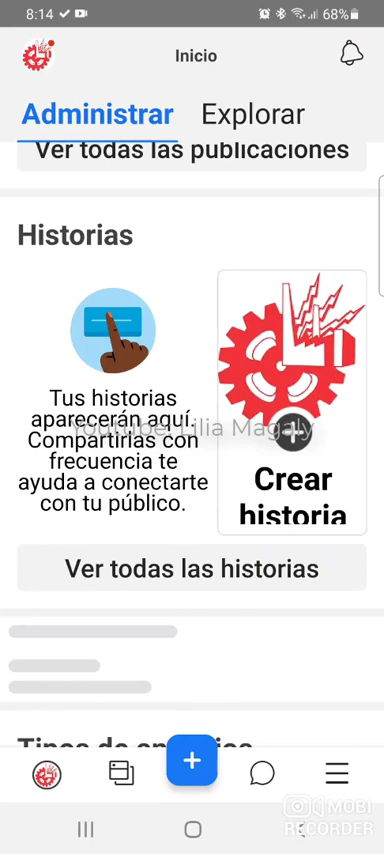 8:14
68%
Inicio
Administrar
Explorar
Ver todas las publicaciones
Historias
Tus historias
aparecerán aquí.
Compartirlas con
frecuencia te
ayuda a conectarte
con tu público.
Youtube: Lilia Magaly
Crear
historia
Ver todas las historias
MOBI
RECORDER